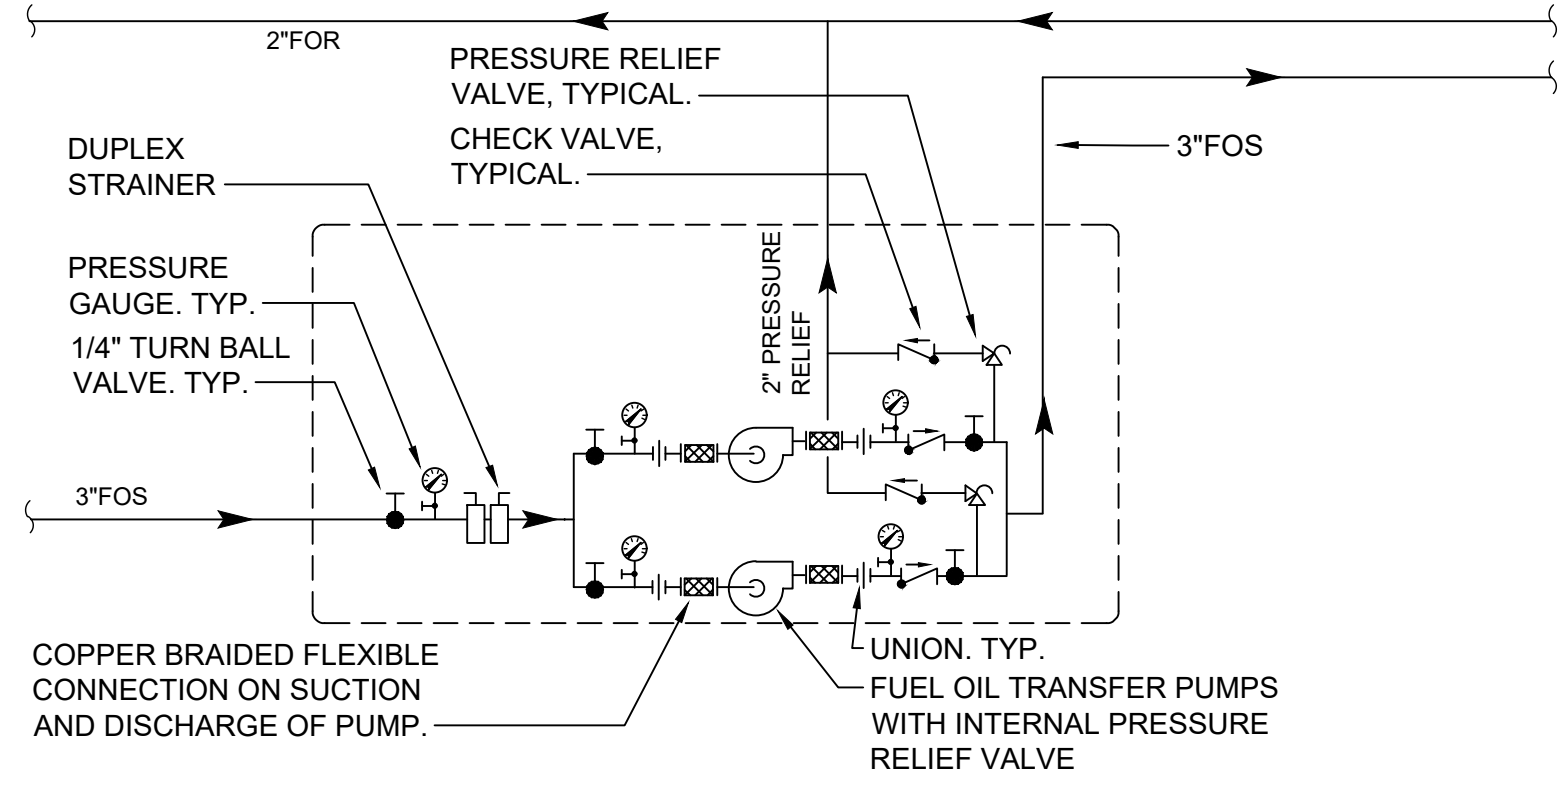 2"FOR
PRESSURE RELIEF
VALVE, TYPICAL.
CHECK VALVE,
TYPICAL.
3"FOS
DUPLEX
STRAINER
PRESSURE
GAUGE. TYP.
1/4" TURN BALL
VALVE. TYP.
2" PRESSURE
RELIEF
3"FOS
COPPER BRAIDED FLEXIBLE
CONNECTION ON SUCTION
AND DISCHARGE OF PUMP.
UNION. TYP.
FUEL OIL TRANSFER PUMPS
WITH INTERNAL PRESSURE
RELIEF VALVE